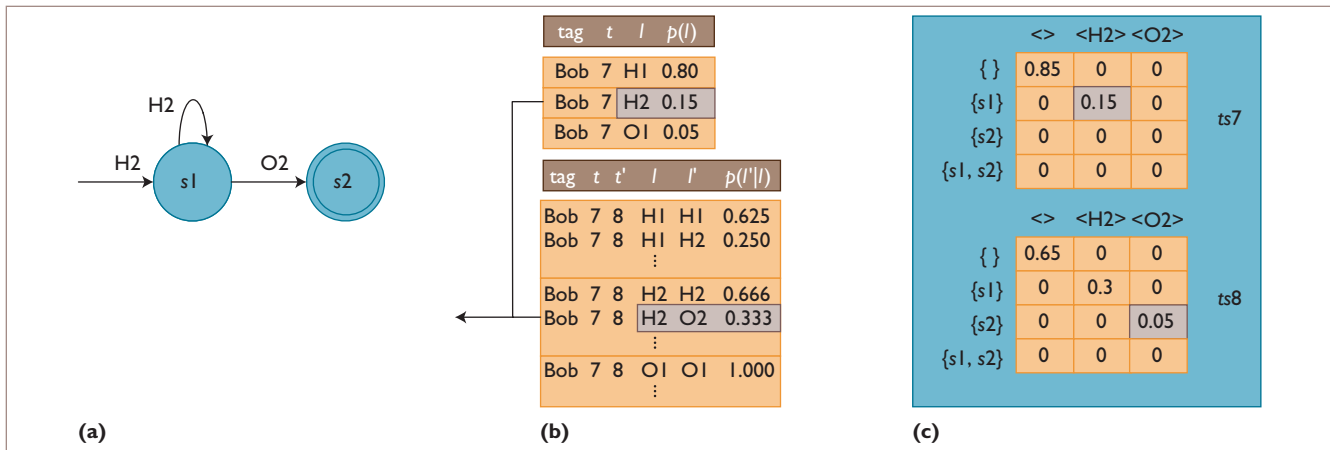 H2
H2
s1
O2
s2
(a)
tag t l p(l)
Bob 7 H1 0.80
Bob 7 H2 0.15
Bob 7 O1 0.05
tag t t' l l' p(l'|l)
Bob 7 8 H1 H1 0.625
Bob 7 8 H1 H2 0.250
⋮
Bob 7 8 H2 H2 0.666
Bob 7 8 H2 O2 0.333
⋮
Bob 7 8 O1 O1 1.000
⋮
(b)
<> <H2> <O2>
{ } 0.85 0 0
{s1} 0 0.15 0
ts7
{s2} 0 0 0
{s1, s2} 0 0 0
<> <H2> <O2>
{ } 0.65 0 0
{s1} 0 0.3 0
ts8
{s2} 0 0 0.05
{s1, s2} 0 0 0
(c)